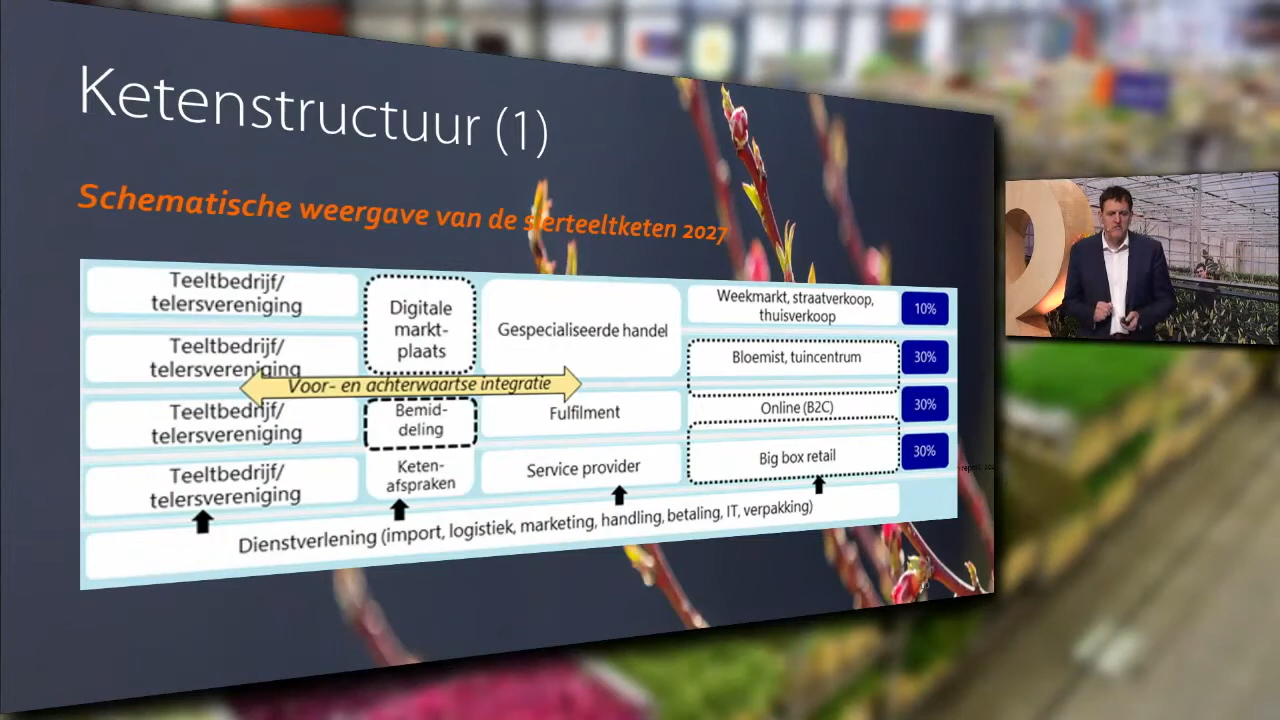 Ketenstructuur (1)
Schematische weergave van de sierteeltketen 2027
Teeltbedrijf/
telersvereniging
Teeltbedrijf/
telersvereniging
Teeltbedrijf/
telersvereniging
Teeltbedrijf/
telersvereniging
Digitale
markt-
plaats
Voor- en achterwaartse integratie
Bemid-
deling
Keten-
afspraken
Gespecialiseerde handel
Fulfilment
Service provider
Weekmarkt, straatverkoop,
thuisverkoop
10%
Bloemist, tuincentrum
30%
Online (B2C)
30%
Big box retail
30%
Dienstverlening (import, logistiek, marketing, handling, betaling, IT, verpakking)